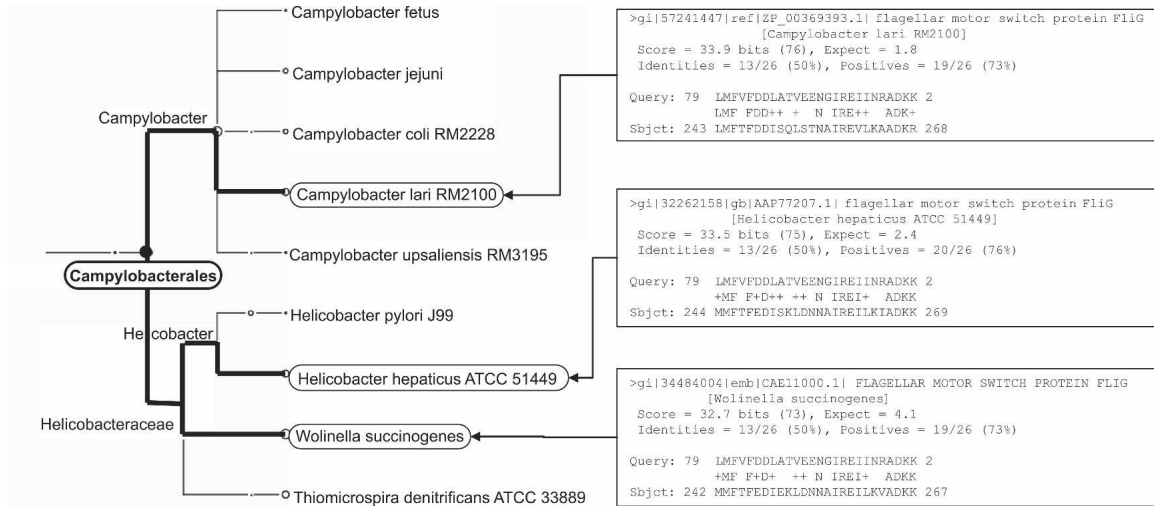 Campylobacter fetus
Campylobacter jejuni
Campylobacter
Campylobacter coli RM2228
Campylobacter lari RM2100
Campylobacter upsaliensis RM3195
Campylobacterales
Helicobacter pylori J99
Helicobacter
Helicobacter hepaticus ATCC 51449
Helicobacteraceae
Wolinella succinogenes
Thiomicrospira denitrificans ATCC 33889
>gi|57241447|ref|ZP_00369393.1| flagellar motor switch protein FliG
[Campylobacter lari RM2100]
Score = 33.9 bits (76), Expect = 1.8
Identities = 13/26 (50%), Positives = 19/26 (73%)
Query: 79 LMFVFDDLATVEENGIREIINRADKK 2
LMF FDD++ + N IRE++ ADK+
Sbjct: 243 LMFTFDDISQLSTNAIREVLKAADKR 268
>gi|32262158|gb|AAP77207.1| flagellar motor switch protein FliG
[Helicobacter hepaticus ATCC 51449]
Score = 33.5 bits (75), Expect = 2.4
Identities = 13/26 (50%), Positives = 20/26 (76%)
Query: 79 LMFVFDDLATVEENGIREIINRADKK 2
+MF F+D++ ++ N IREI+ ADKK
Sbjct: 244 MMFTFEDISKLDNNAIREILKIADKK 269
>gi|34484004|emb|CAE11000.1| FLAGELLAR MOTOR SWITCH PROTEIN FLIG
[Wolinella succinogenes]
Score = 32.7 bits (73), Expect = 4.1
Identities = 13/26 (50%), Positives = 19/26 (73%)
Query: 79 LMFVFDDLATVEENGIREIINRADKK 2
+MF F+D+ ++ N IREI+ ADKK
Sbjct: 242 MMFTFEDIEKLDNNAIREILKVADKK 267